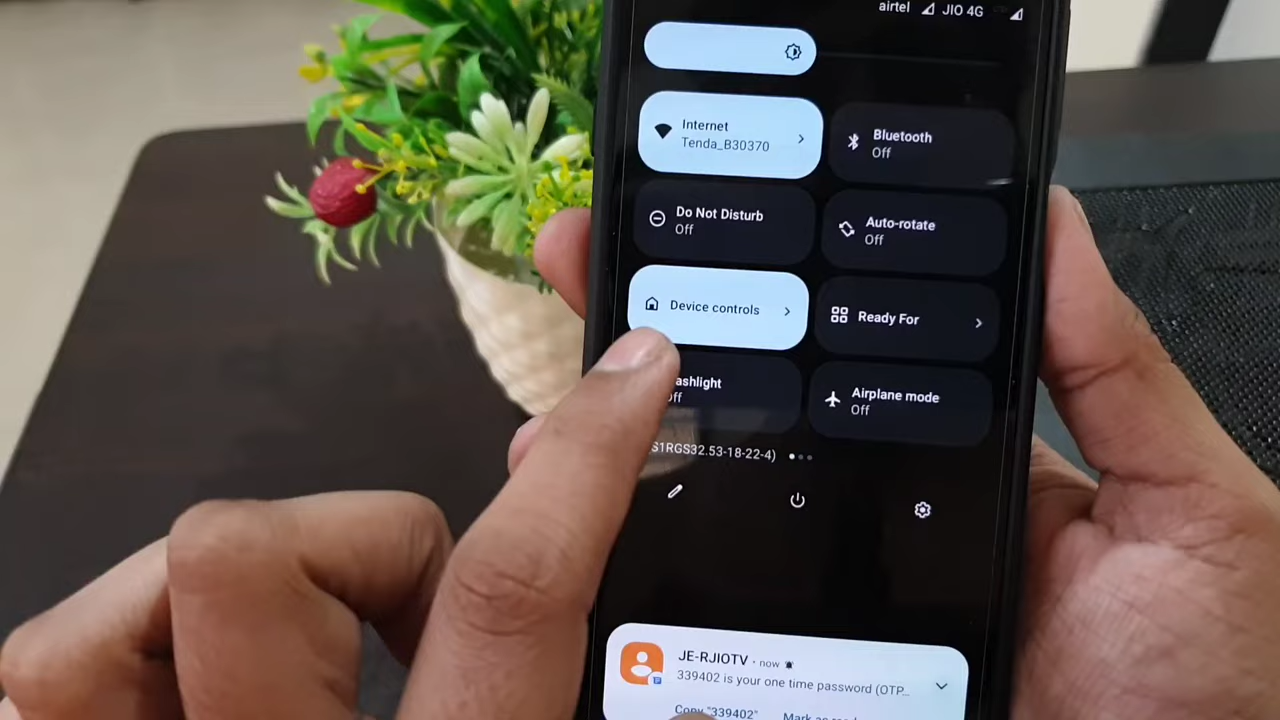 airtel JIO 4G
Internet
Tenda_B30370
Bluetooth
Off
Do Not Disturb
Off
Auto-rotate
Off
Device controls
Ready For
ashlight
Off
Airplane mode
Off
S1RGS32.53-18-22-4)
JE-RJIOTV · now
339402 is your one time password (OTP...
Copy "339402" Mark as